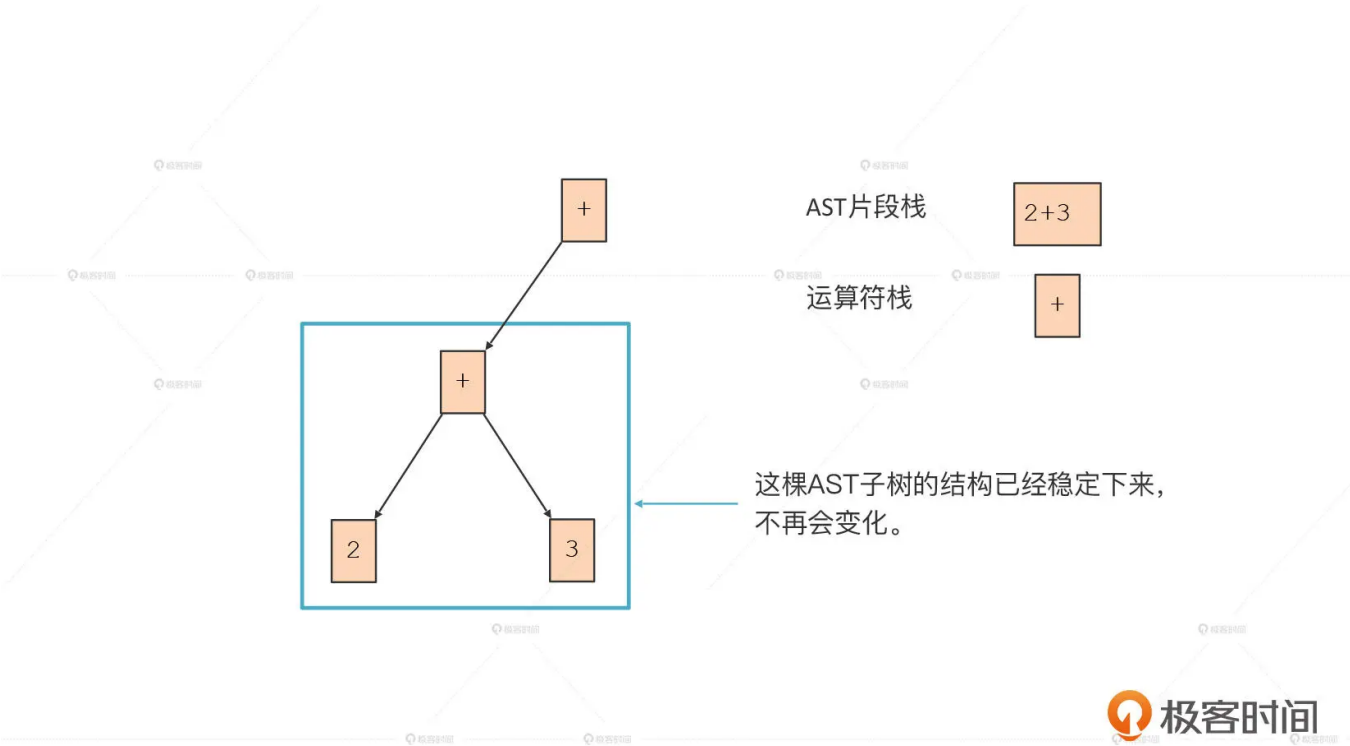 +
AST片段栈
2+3
运算符栈
+
+
这棵AST子树的结构已经稳定下来，
不再会变化。
2
3
极客时间